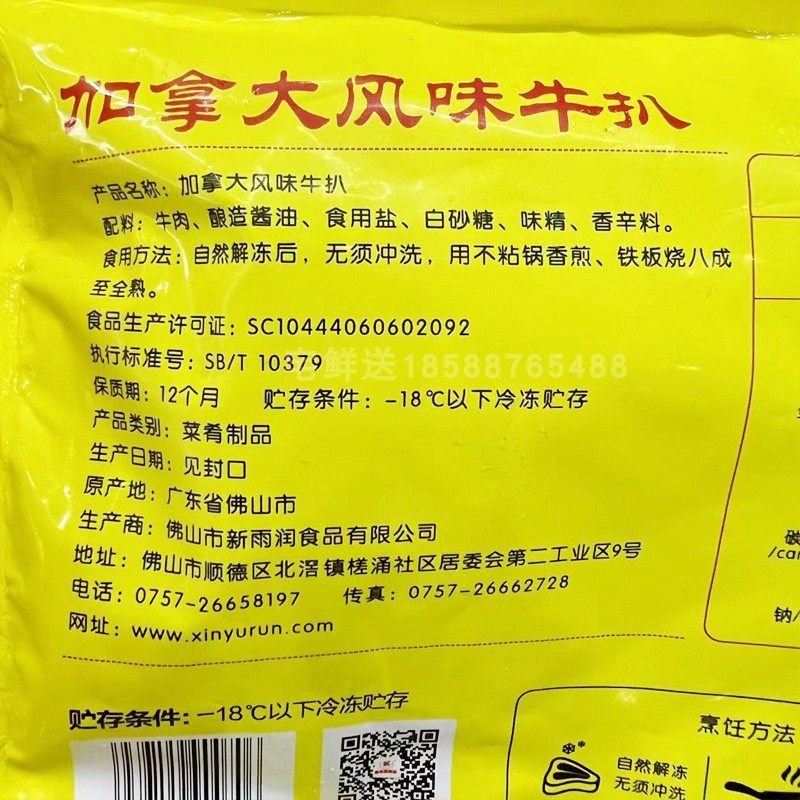 加拿大风味牛扒
产品名称：加拿大风味牛扒
配料：牛肉、酿造酱油、食用盐、白砂糖、味精、香辛料。
食用方法：自然解冻后，无须冲洗，用不粘锅香煎、铁板烧八成
至全熟。
食品生产许可证：SC10444060602092
执行标准号：SB/T 10379
鲜送18588765488
保质期：12个月 贮存条件：-18℃以下冷冻贮存
产品类别：菜肴制品
生产日期：见封口
原产地：广东省佛山市
生产商：佛山市新雨润食品有限公司
地址：佛山市顺德区北滘镇槎涌社区居委会第二工业区9号
电话：0757-26658197 传真：0757-26662728
网址：www.xinyurun.com
贮存条件：-18℃以下冷冻贮存
碳
/car
钠/
烹饪方法
自然解冻
无须冲洗